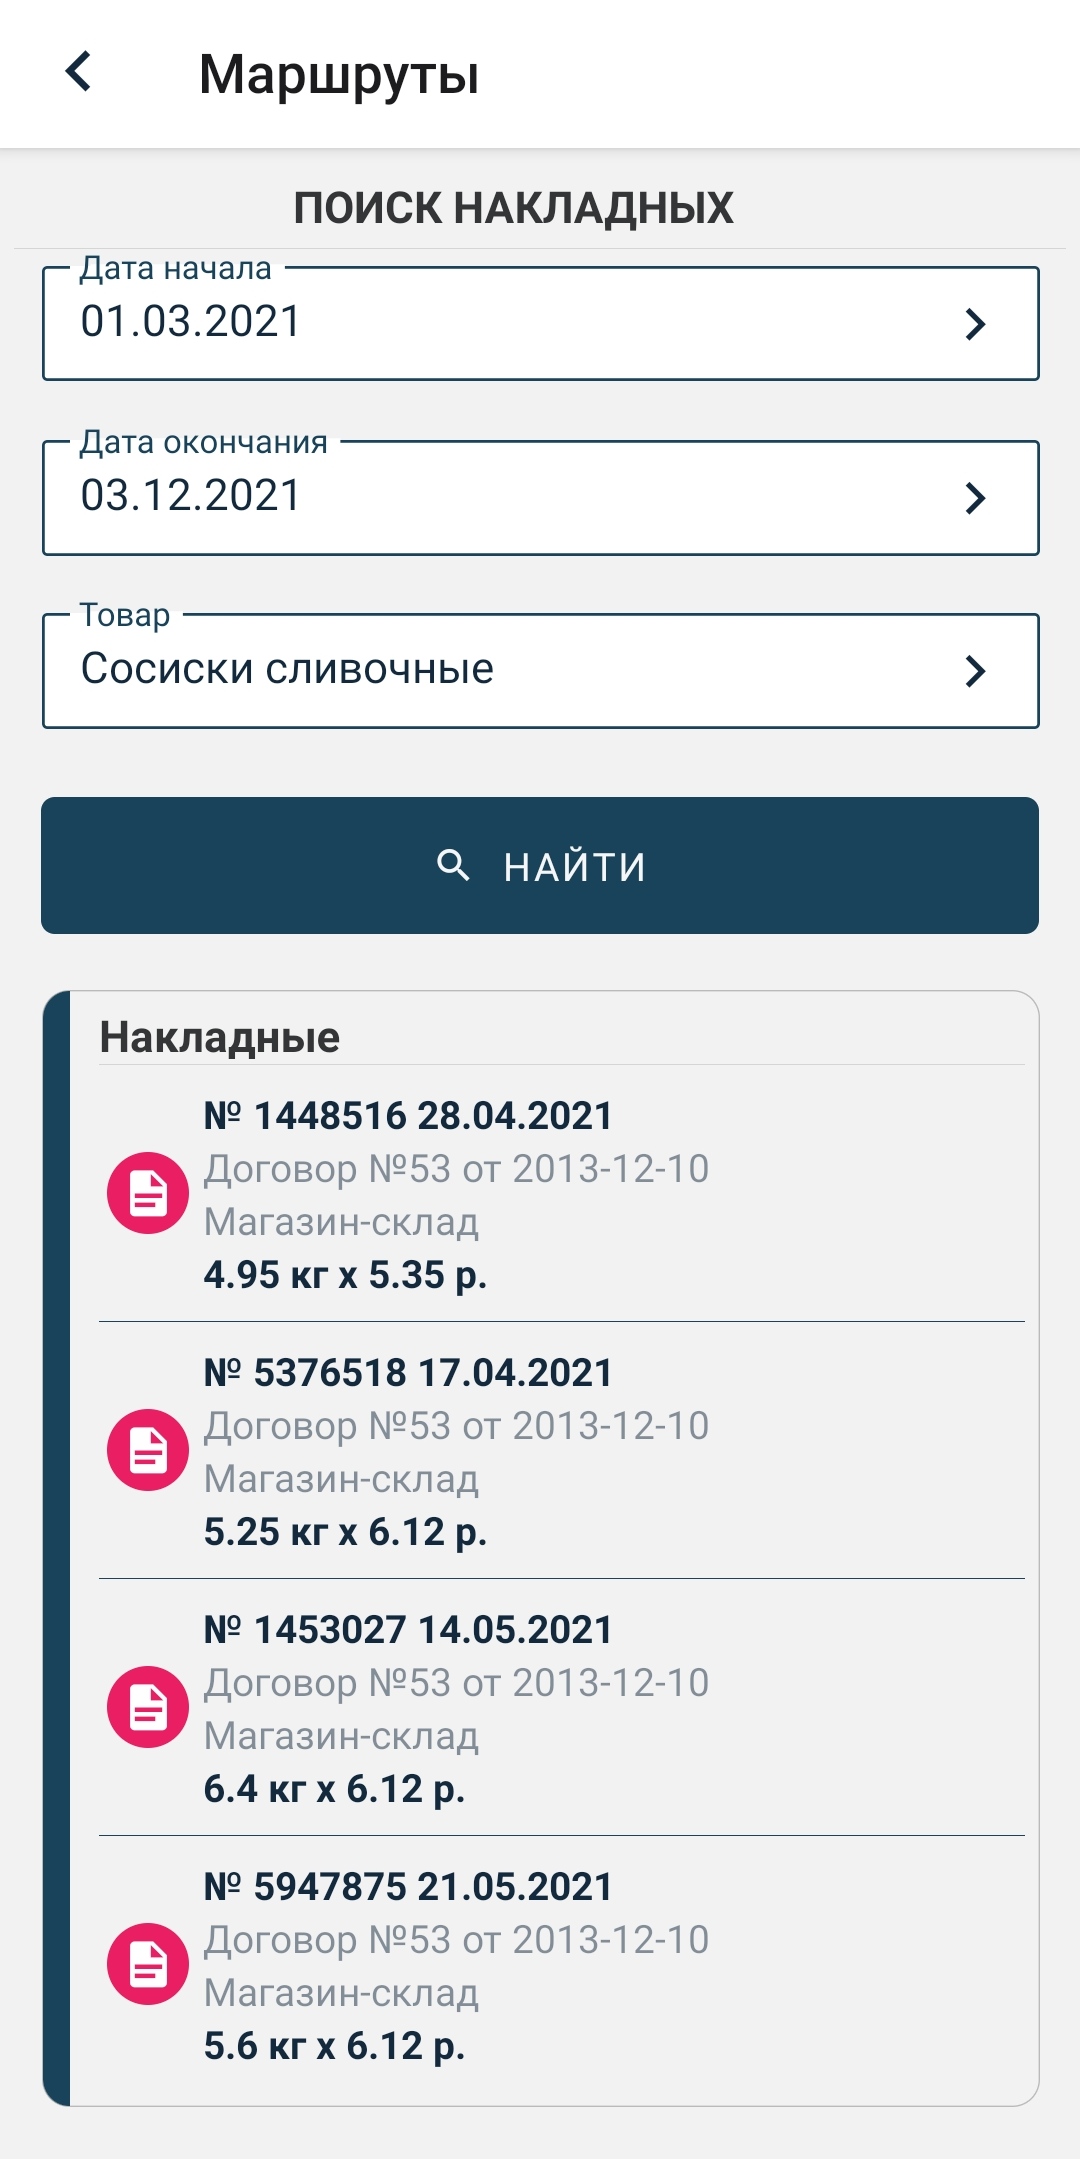 Маршруты
ПОИСК НАКЛАДНЫХ
Дата начала
01.03.2021
Дата окончания
03.12.2021
Товар
Сосиски сливочные
НАЙТИ
Накладные
№ 1448516 28.04.2021
Договор №53 от 2013-12-10
Магазин-склад
4.95 кг x 5.35 р.
№ 5376518 17.04.2021
Договор №53 от 2013-12-10
Магазин-склад
5.25 кг x 6.12 р.
№ 1453027 14.05.2021
Договор №53 от 2013-12-10
Магазин-склад
6.4 кг x 6.12 р.
№ 5947875 21.05.2021
Договор №53 от 2013-12-10
Магазин-склад
5.6 кг x 6.12 р.